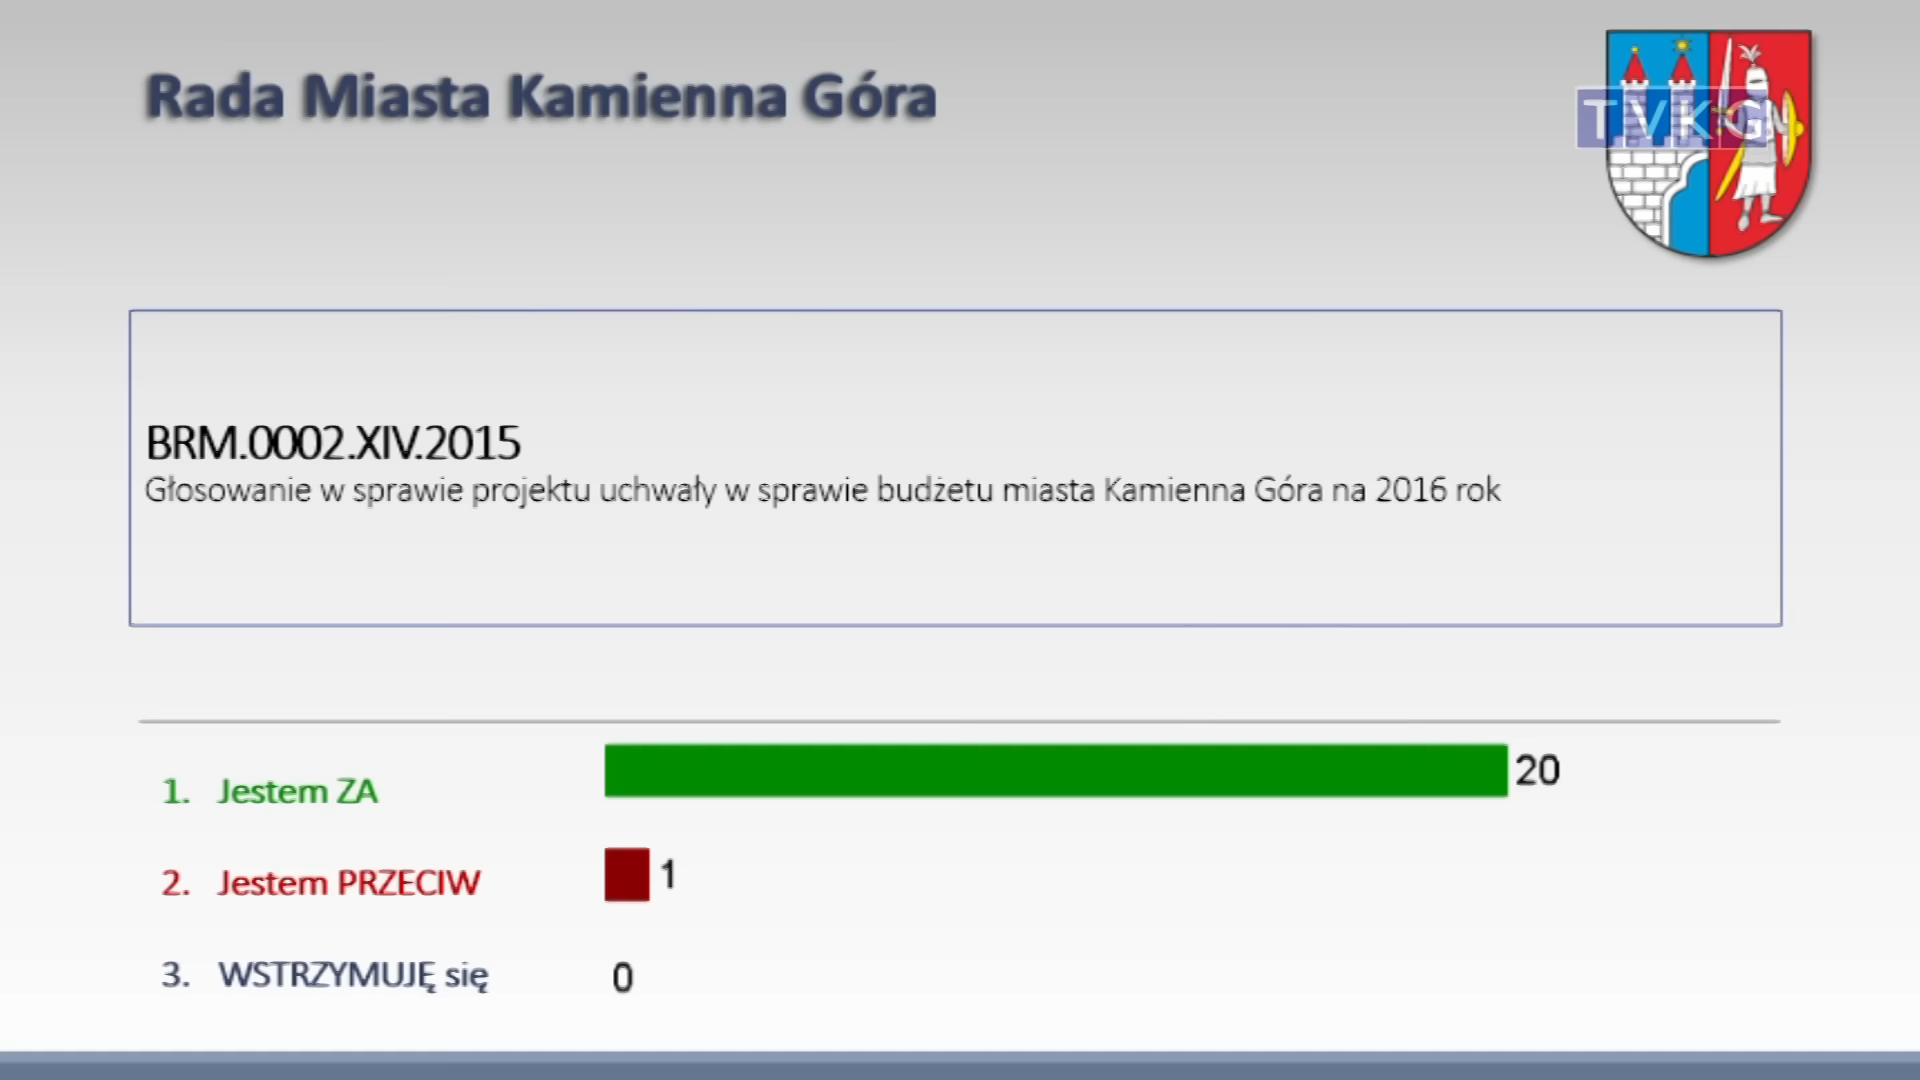 Rada Miasta Kamienna Góra
TVKG
BRM.0002.XIV.2015
Głosowanie w sprawie projektu uchwały w sprawie budżetu miasta Kamienna Góra na 2016 rok
1. Jestem ZA 20
2. Jestem PRZECIW 1
3. WSTRZYMUJĘ się 0